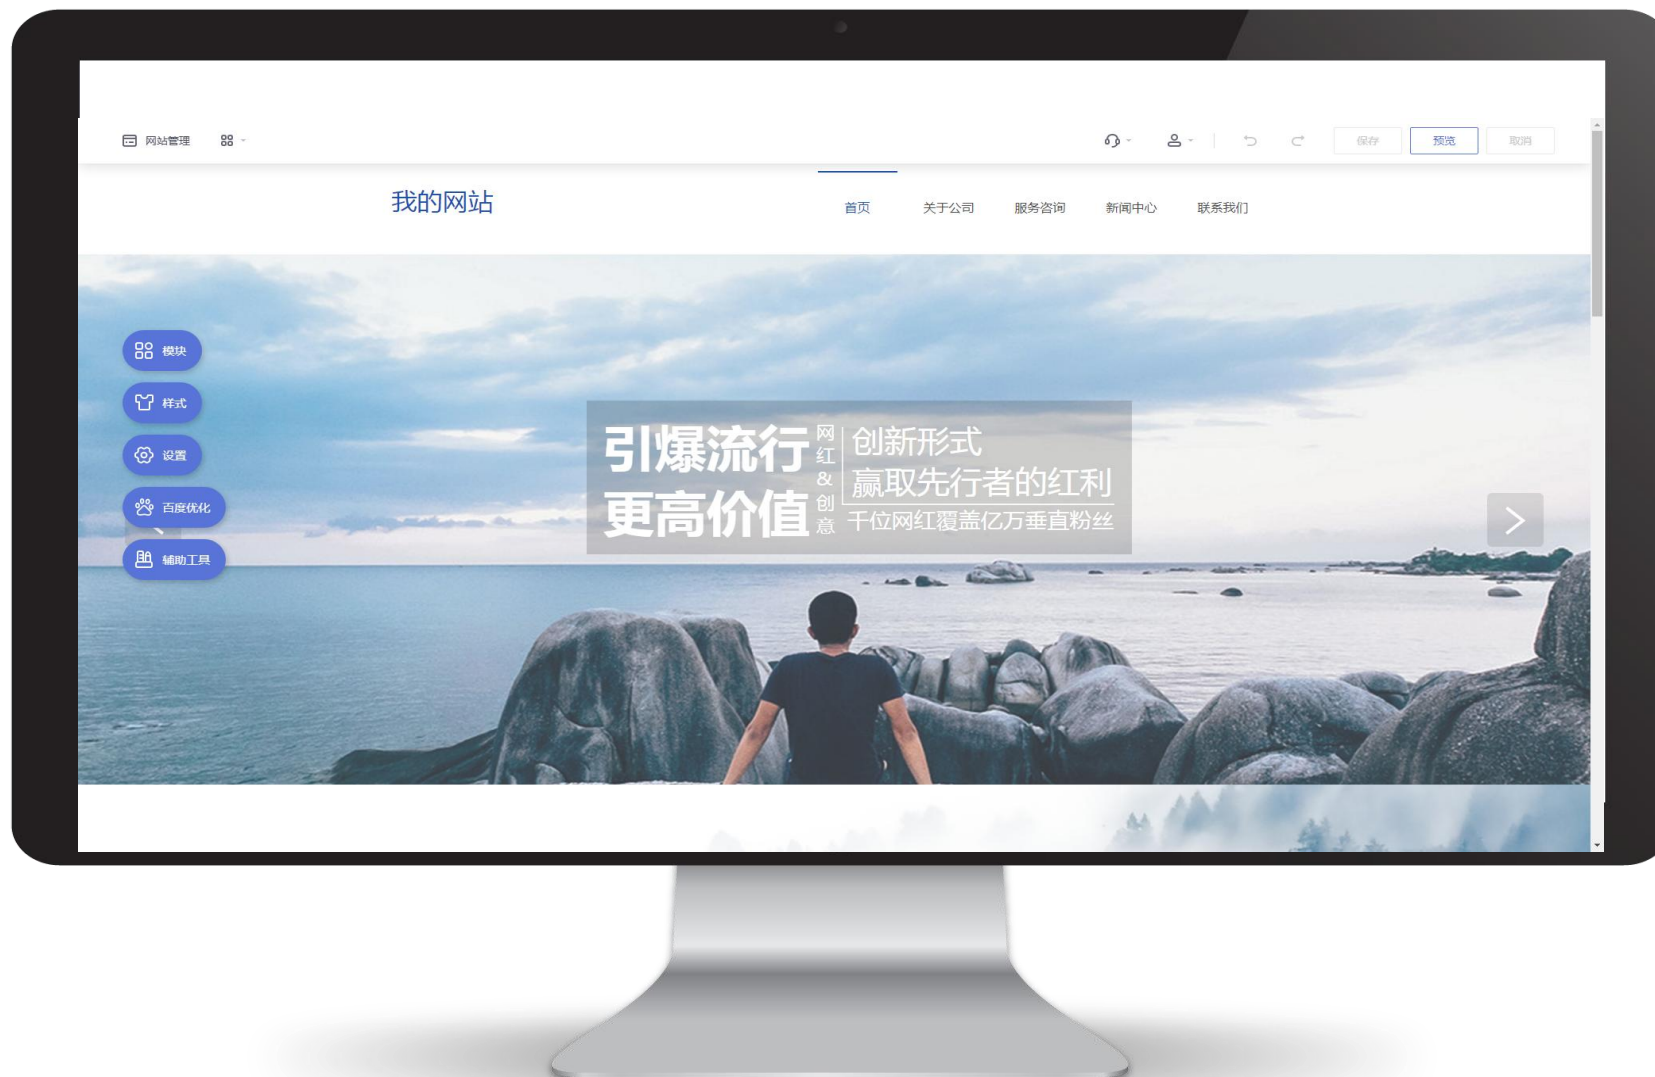 网站管理
保存 预览 取消
我的网站
首页 关于公司 服务咨询 新闻中心 联系我们
模块
样式
设置
百度优化
辅助工具
引爆流行
更高价值
网红&创意
创新形式
赢取先行者的红利
千位网红覆盖亿万垂直粉丝